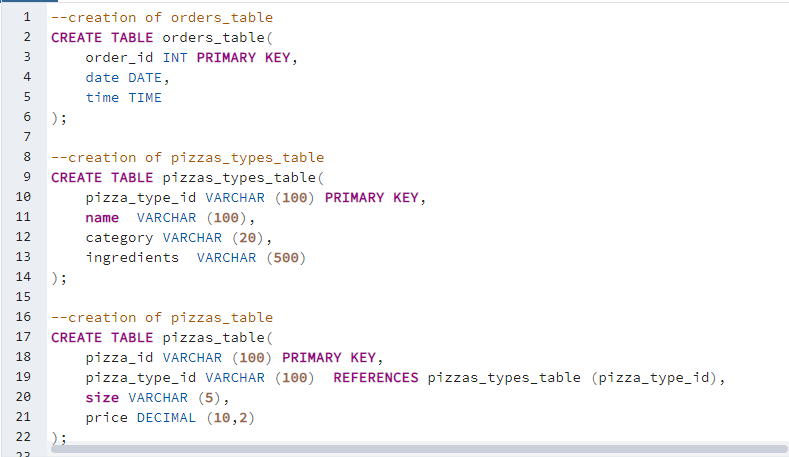 1 --creation of orders_table
2 CREATE TABLE orders_table(
3     order_id INT PRIMARY KEY,
4     date DATE,
5     time TIME
6 );
7
8 --creation of pizzas_types_table
9 CREATE TABLE pizzas_types_table(
10     pizza_type_id VARCHAR (100) PRIMARY KEY,
11     name  VARCHAR (100),
12     category VARCHAR (20),
13     ingredients  VARCHAR (500)
14 );
15
16 --creation of pizzas_table
17 CREATE TABLE pizzas_table(
18     pizza_id VARCHAR (100) PRIMARY KEY,
19     pizza_type_id VARCHAR (100)  REFERENCES pizzas_types_table (pizza_type_id),
20     size VARCHAR (5),
21     price DECIMAL (10,2)
22 );
23